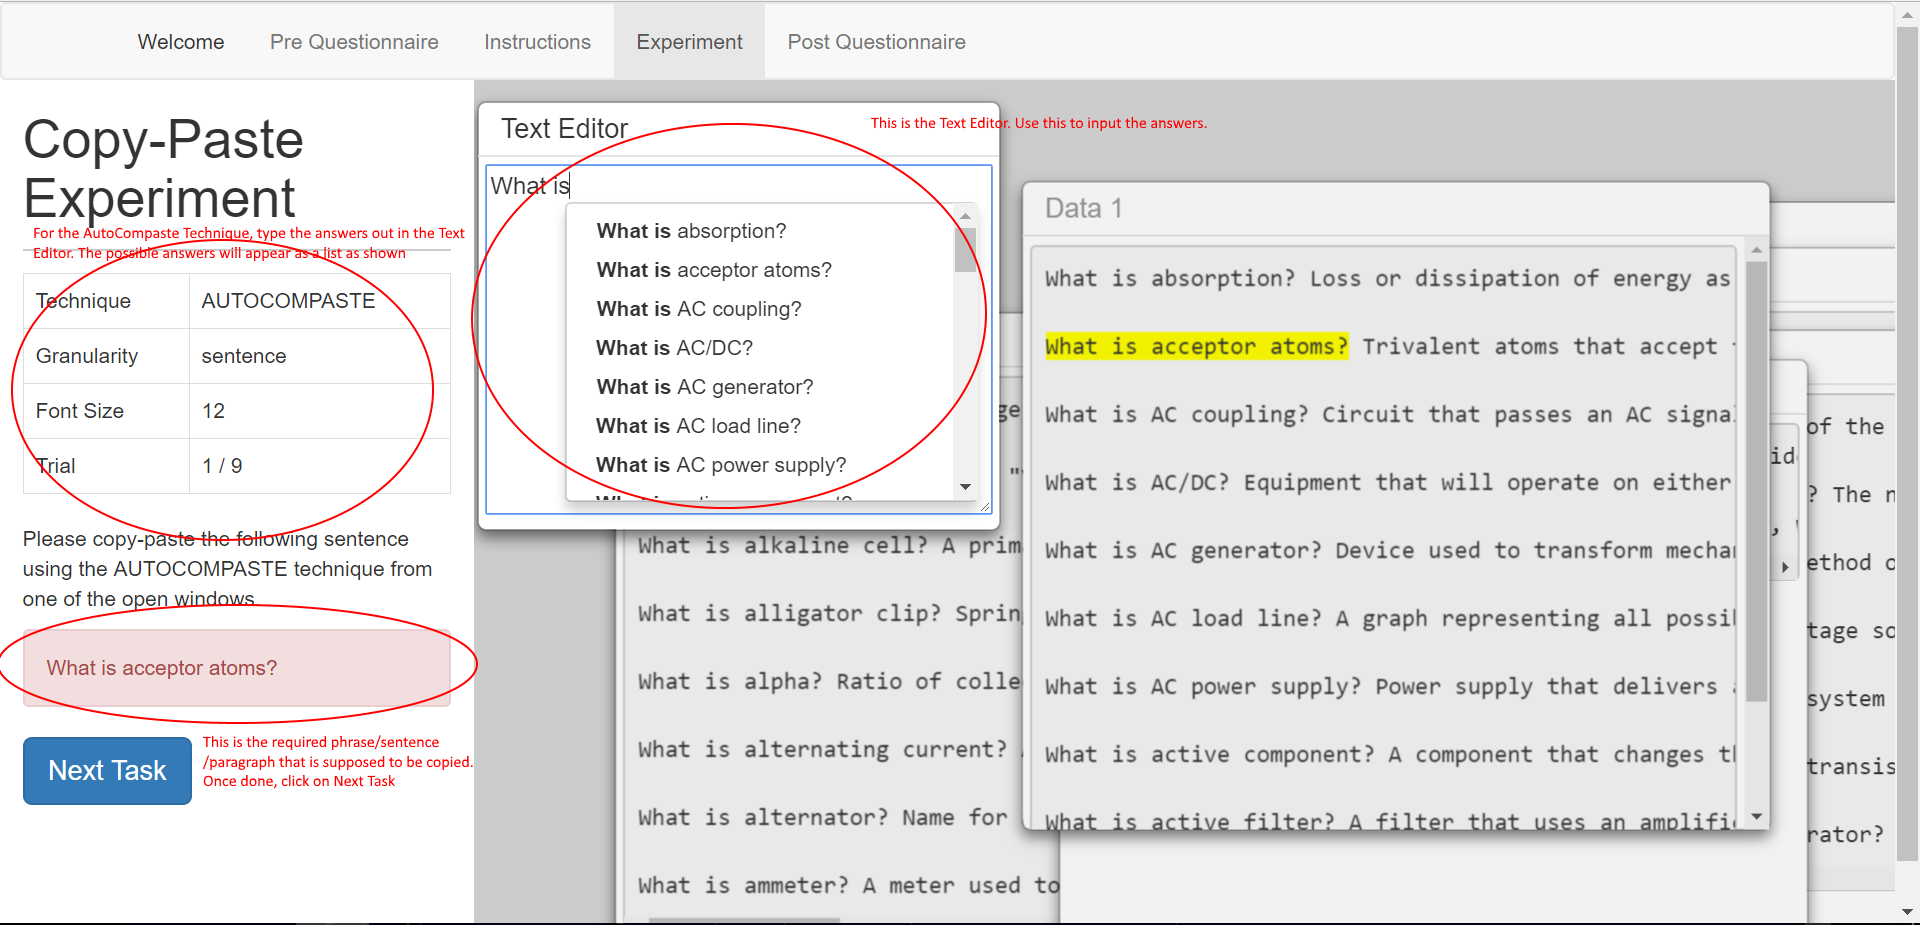 Welcome
Pre Questionnaire
Instructions
Experiment
Post Questionnaire
Copy-Paste
Experiment
For the AutoCompaste Technique, type the answers out in the Text
Editor. The possible answers will appear as a list as shown
Technique AUTOCOMPASTE
Granularity sentence
Font Size 12
Trial 1 / 9
Please copy-paste the following sentence
using the AUTOCOMPASTE technique from
one of the open windows.
What is acceptor atoms?
Next Task
This is the required phrase/sentence
/paragraph that is supposed to be copied.
Once done, click on Next Task
Text Editor
This is the Text Editor. Use this to input the answers.
What is
What is absorption?
What is acceptor atoms?
What is AC coupling?
What is AC/DC?
What is AC generator?
What is AC load line?
What is AC power supply?
What is alkaline cell? A prim
What is alligator clip? Spring
What is alpha? Ratio of colle
What is alternating current?
What is alternator? Name for
What is ammeter? A meter used to
Data 1
What is absorption? Loss or dissipation of energy as
What is acceptor atoms? Trivalent atoms that accept
What is AC coupling? Circuit that passes an AC signal
What is AC/DC? Equipment that will operate on either
What is AC generator? Device used to transform mechan
What is AC load line? A graph representing all possi
What is AC power supply? Power supply that delivers
What is active component? A component that changes th
What is active filter? A filter that uses an amplifi
of the
? The n
ethod o
tage so
system
transis
rator?